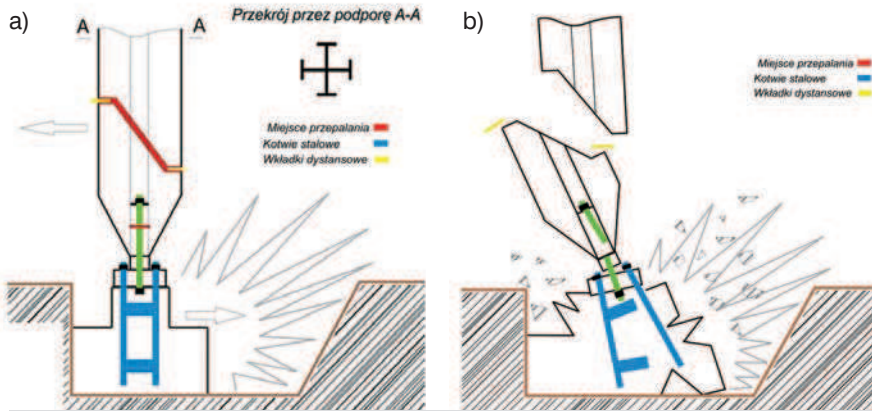 a)
A A
Przekrój przez podporę A-A
Miejsce przepalania
Kotwie stalowe
Wkładki dystansowe
b)
Miejsce przepalania
Kotwie stalowe
Wkładki dystansowe